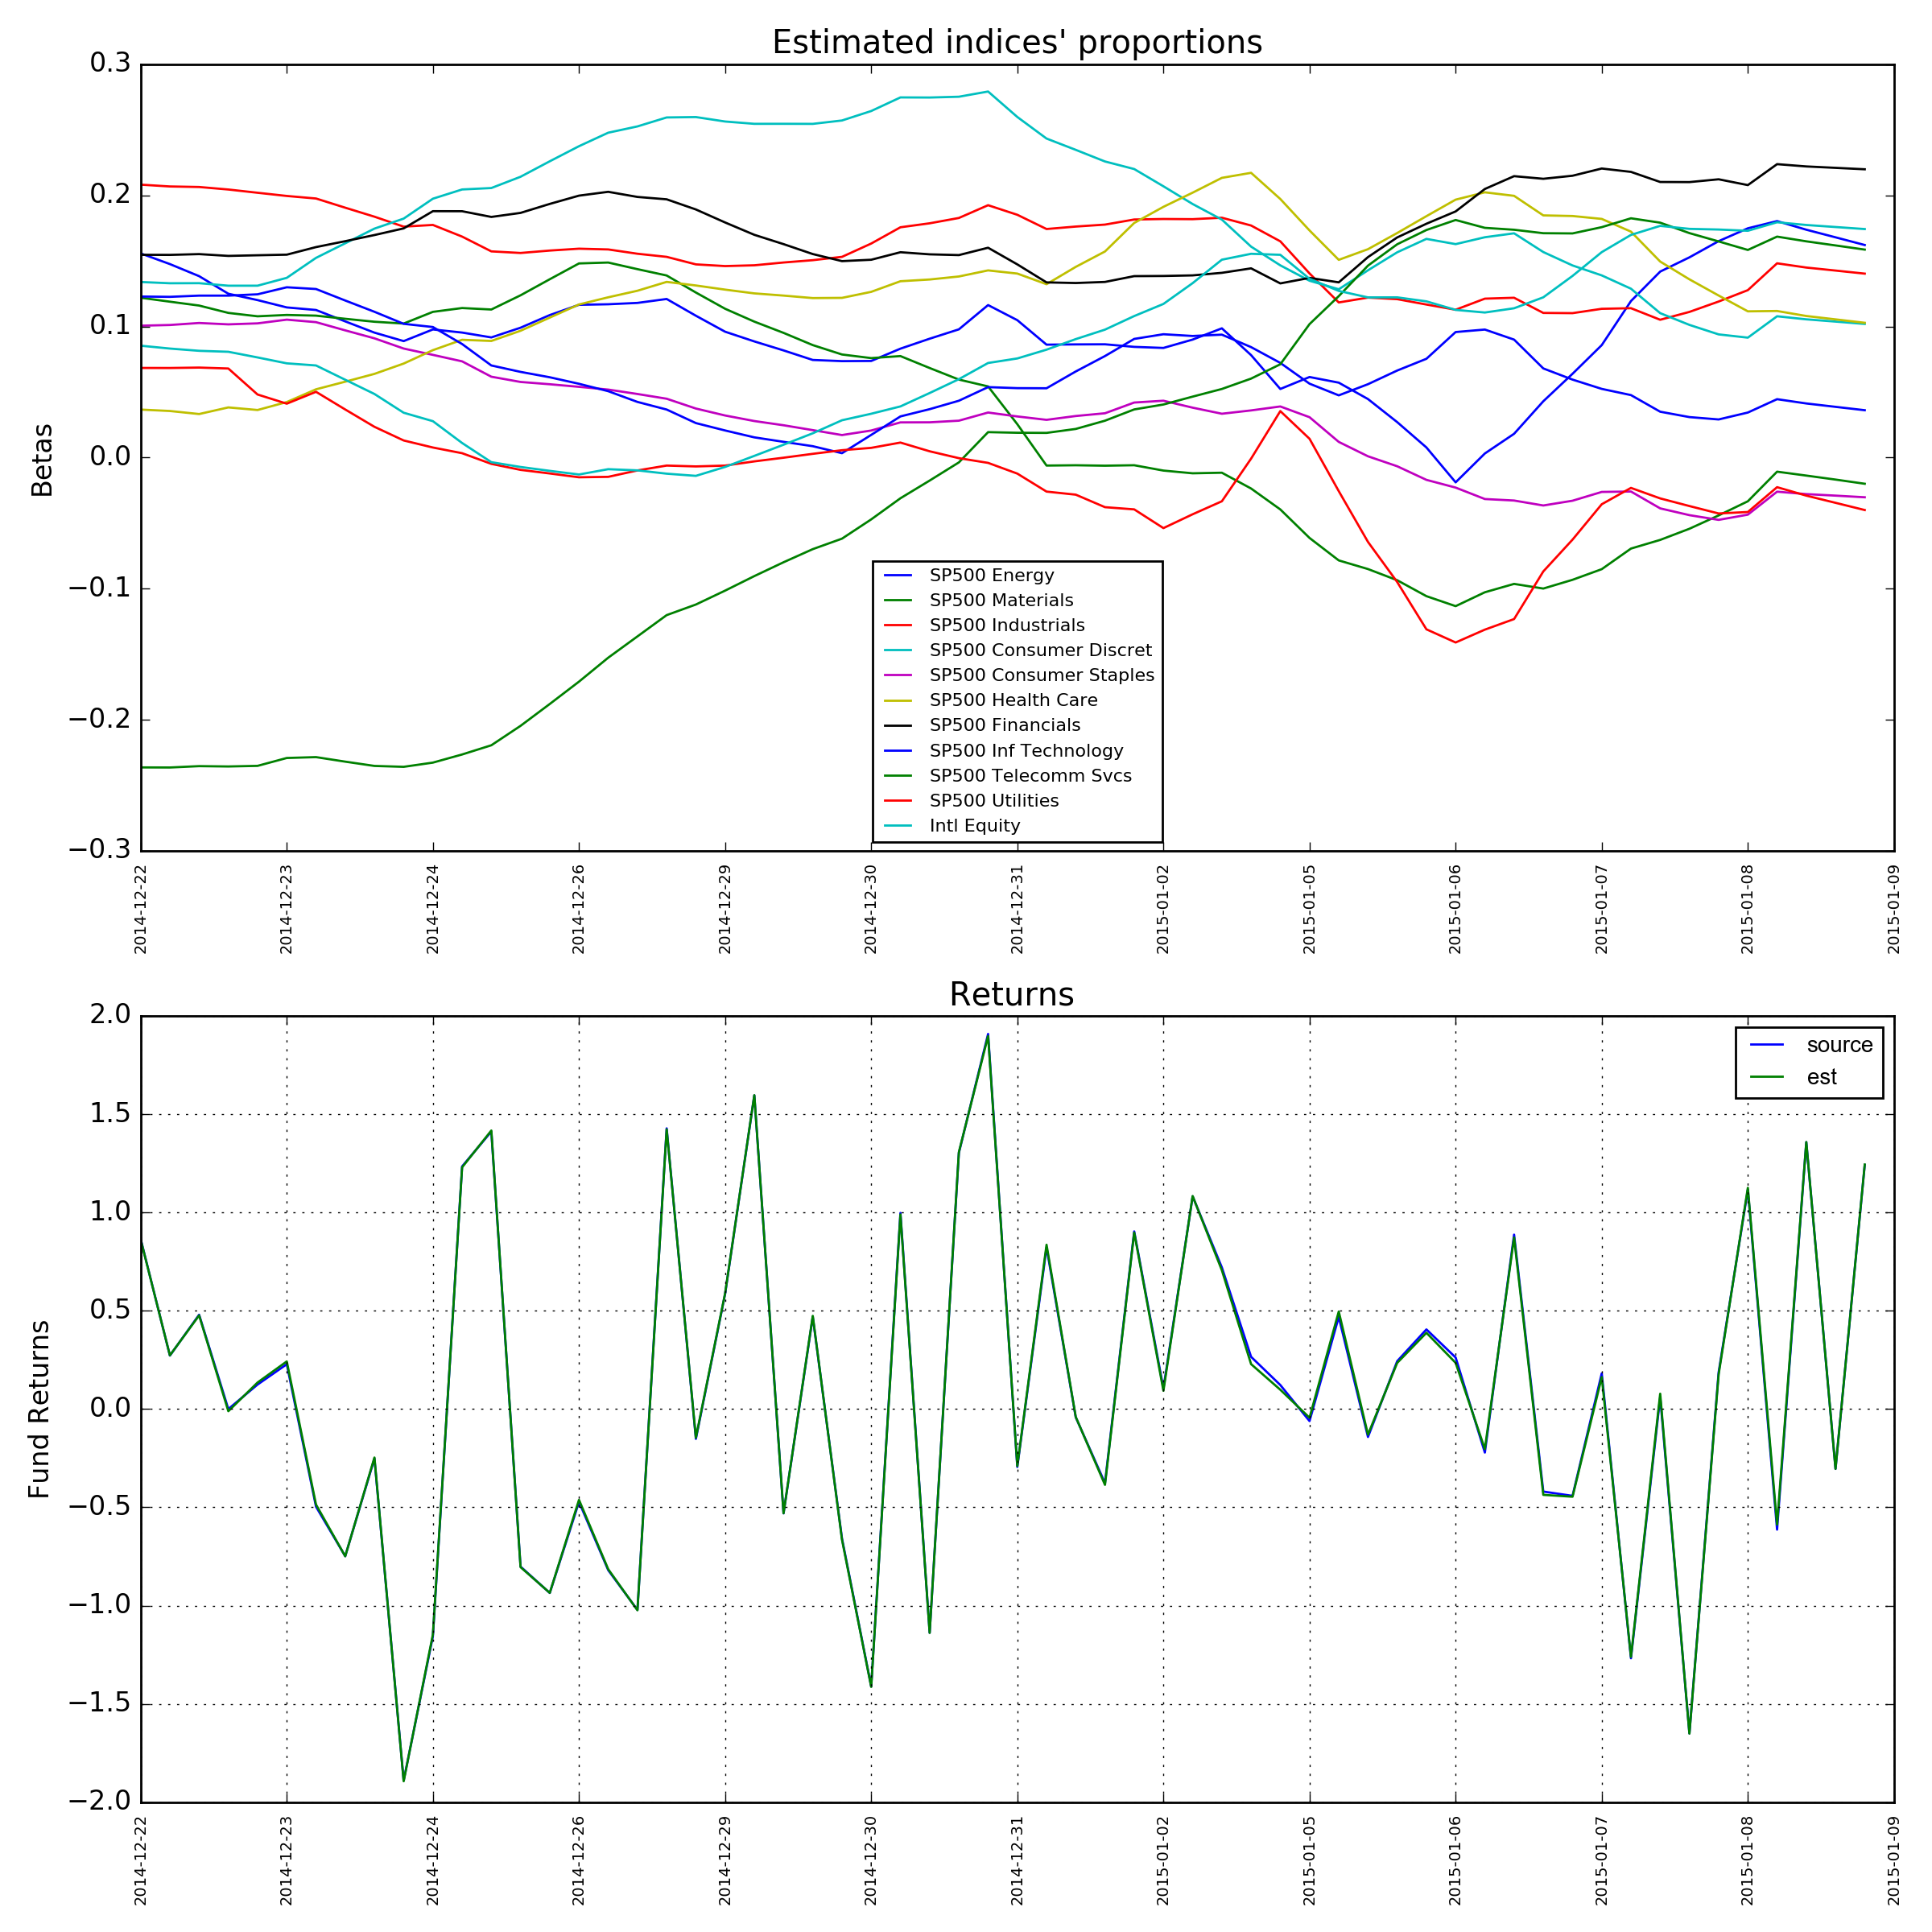 Estimated indices' proportions
0.3
0.2
0.1
0.0
−0.1
−0.2
−0.3
Betas
SP500 Energy
SP500 Materials
SP500 Industrials
SP500 Consumer Discret
SP500 Consumer Staples
SP500 Health Care
SP500 Financials
SP500 Inf Technology
SP500 Telecomm Svcs
SP500 Utilities
Intl Equity
2014-12-22
2014-12-23
2014-12-24
2014-12-26
2014-12-29
2014-12-30
2014-12-31
2015-01-02
2015-01-05
2015-01-06
2015-01-07
2015-01-08
2015-01-09
Returns
2.0
1.5
1.0
0.5
0.0
−0.5
−1.0
−1.5
−2.0
Fund Returns
source
est
2014-12-22
2014-12-23
2014-12-24
2014-12-26
2014-12-29
2014-12-30
2014-12-31
2015-01-02
2015-01-05
2015-01-06
2015-01-07
2015-01-08
2015-01-09